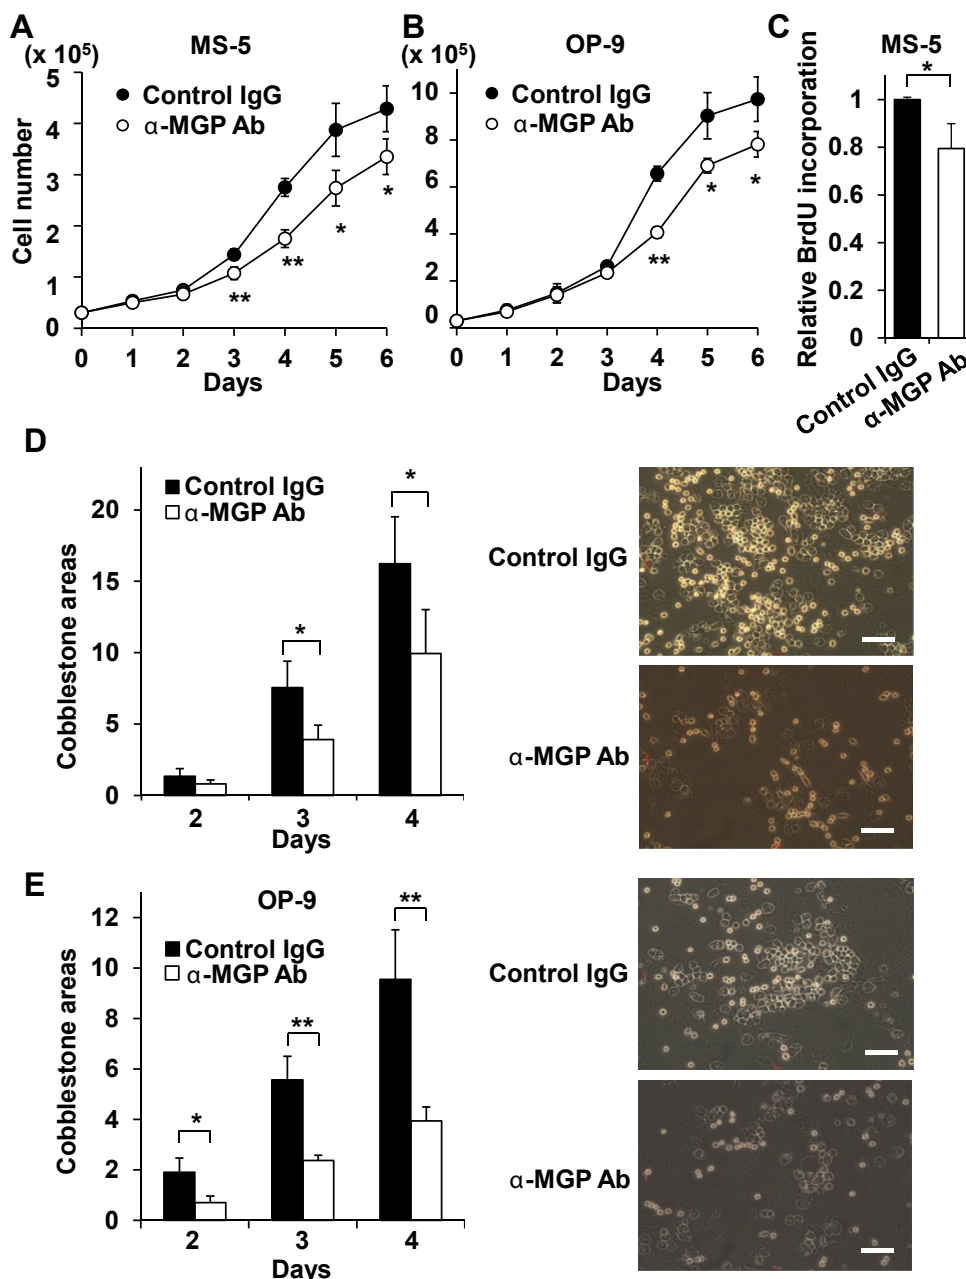 A
(x 10⁵)
MS-5
Control IgG
α-MGP Ab
Cell number
5
4
3
2
1
0
**
**
*
*
0 1 2 3 4 5 6
Days
B
(x 10⁵)
OP-9
Control IgG
α-MGP Ab
10
8
6
4
2
0
**
*
*
0 1 2 3 4 5 6
Days
C
MS-5
*
Relative BrdU incorporation
1
0.8
0.6
0.4
0.2
0
Control IgG
α-MGP Ab
D
Control IgG
α-MGP Ab
Cobblestone areas
20
15
10
5
0
*
*
2 3 4
Days
Control IgG
α-MGP Ab
E
OP-9
Control IgG
α-MGP Ab
Cobblestone areas
12
10
8
6
4
2
0
*
**
**
2 3 4
Days
Control IgG
α-MGP Ab